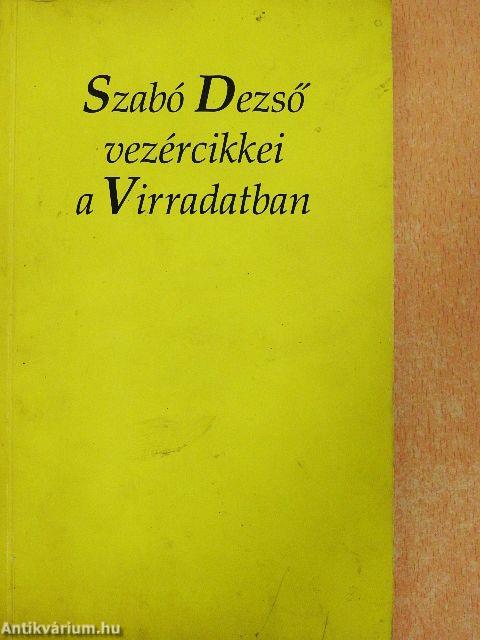 Szabó Dezső
vezércikkei
a Virradatban
Antikvárium.hu